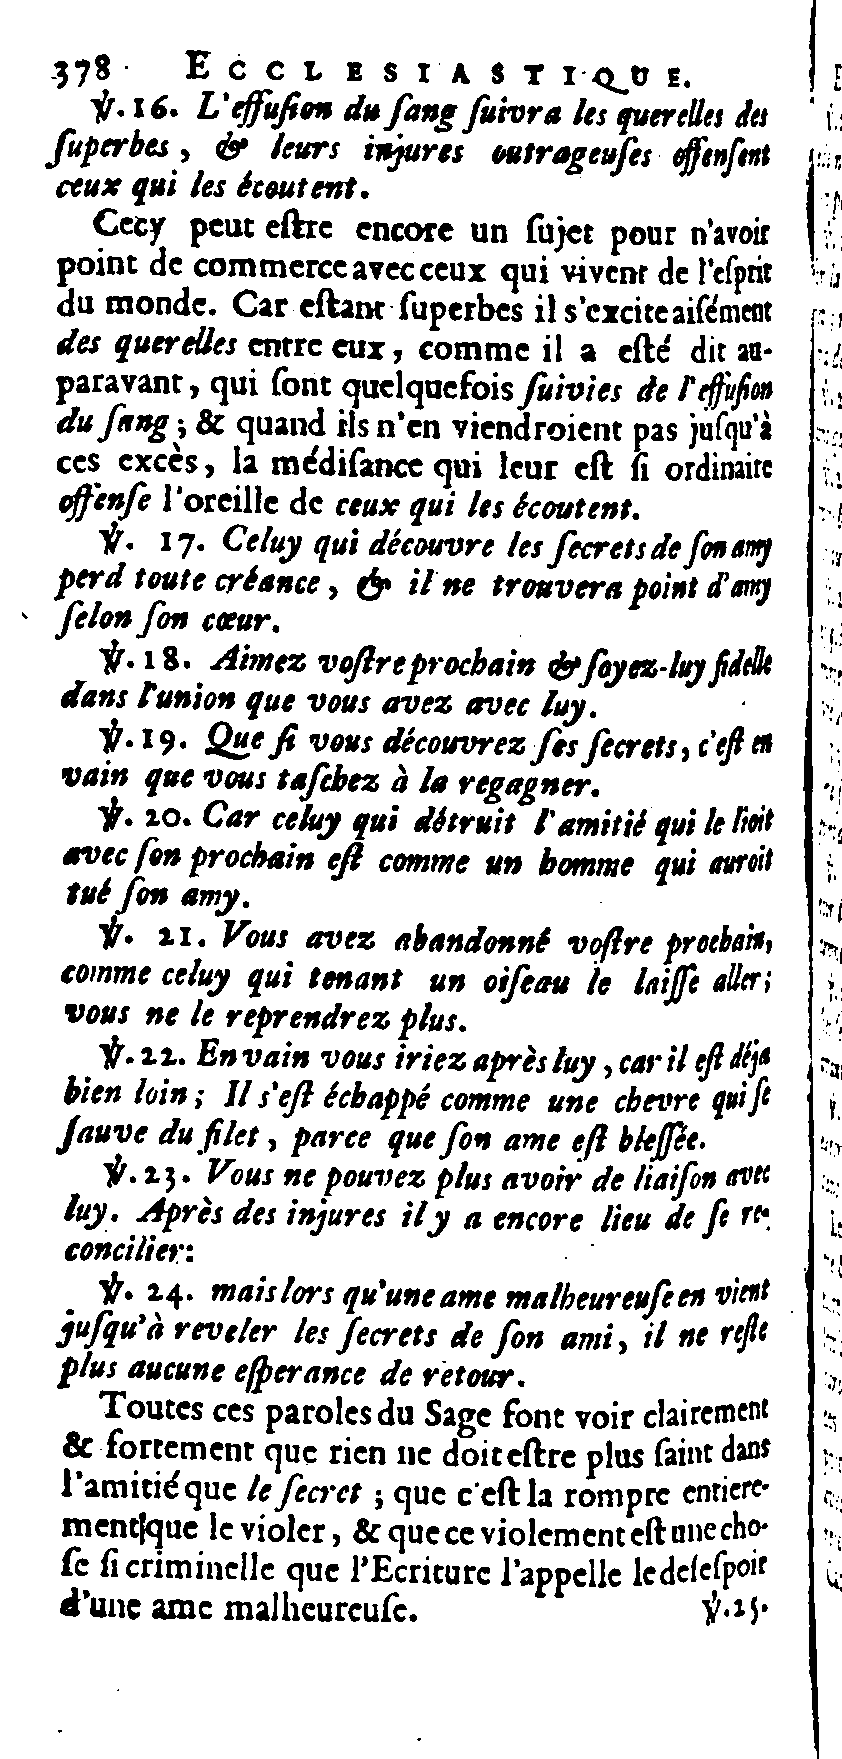 378 ECCLESIASTIQUE.
℣.16. L'effuſion du ſang ſuivra les querelles des
ſuperbes, & leurs injures outrageuſes offenſent
ceux qui les écoutent.
Cecy peut eſtre encore un ſujet pour n'avoir
point de commerce avec ceux qui vivent de l'eſprit
du monde. Car eſtant ſuperbes il s'excite aiſément
des querelles entre eux, comme il a eſté dit au-
paravant, qui ſont quelquefois ſuivies de l'effuſion
du ſang; & quand ils n'en viendroient pas juſqu'à
ces excès, la médiſance qui leur eſt ſi ordinaire
offenſe l'oreille de ceux qui les écoutent.
℣. 17. Celuy qui découvre les ſecrets de ſon amy
perd toute créance, & il ne trouvera point d'amy
ſelon ſon cœur.
℣.18. Aimez voſtre prochain & ſoyez-luy fidelle
dans l'union que vous avez avec luy.
℣.19. Que ſi vous découvrez ſes ſecrets, c'eſt en
vain que vous taſchez à la regagner.
℣. 20. Car celuy qui détruit l'amitié qui le lioit
avec ſon prochain eſt comme un homme qui auroit
tué ſon amy.
℣. 21. Vous avez abandonné voſtre prochain,
comme celuy qui tenant un oiſeau le laiſſe aller;
vous ne le reprendrez plus.
℣.22. En vain vous iriez après luy, car il eſt déja
bien loin; Il s'eſt échappé comme une chevre qui ſe
ſauve du filet, parce que ſon ame eſt bleſſée.
℣.23. Vous ne pouvez plus avoir de liaiſon avec
luy. Après des injures il y a encore lieu de ſe re-
concilier:
℣. 24. mais lors qu'une ame malheureuſe en vient
juſqu'à reveler les ſecrets de ſon ami, il ne reſte
plus aucune eſperance de retour.
Toutes ces paroles du Sage font voir clairement
& fortement que rien ne doit eſtre plus ſaint dans
l'amitié que le ſecret; que c'eſt la rompre entiere-
ment que le violer, & que ce violement eſt une cho-
ſe ſi criminelle que l'Ecriture l'appelle le deſeſpoir
d'une ame malheureuſe. ℣.25.